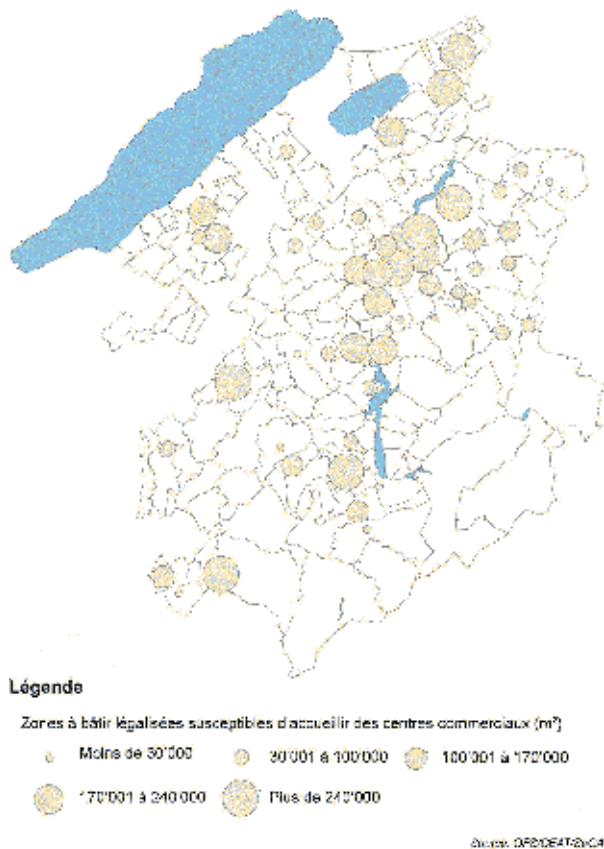 Légende
Zones à bâtir légalisées susceptibles d'accueillir des centres commerciaux (m²)
Moins de 30'000
30'001 à 100'000
100'001 à 170'000
170'001 à 240'000
Plus de 240'000